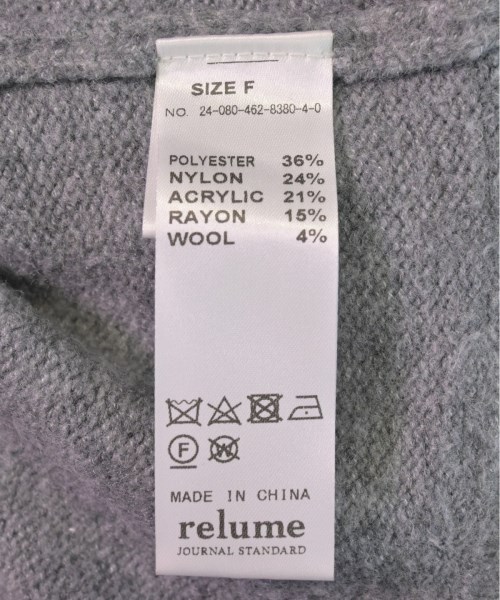 SIZE F
NO. 24-080-462-8380-4-0
POLYESTER 36%
NYLON 24%
ACRYLIC 21%
RAYON 15%
WOOL 4%
F W
MADE IN CHINA
relume
JOURNAL STANDARD